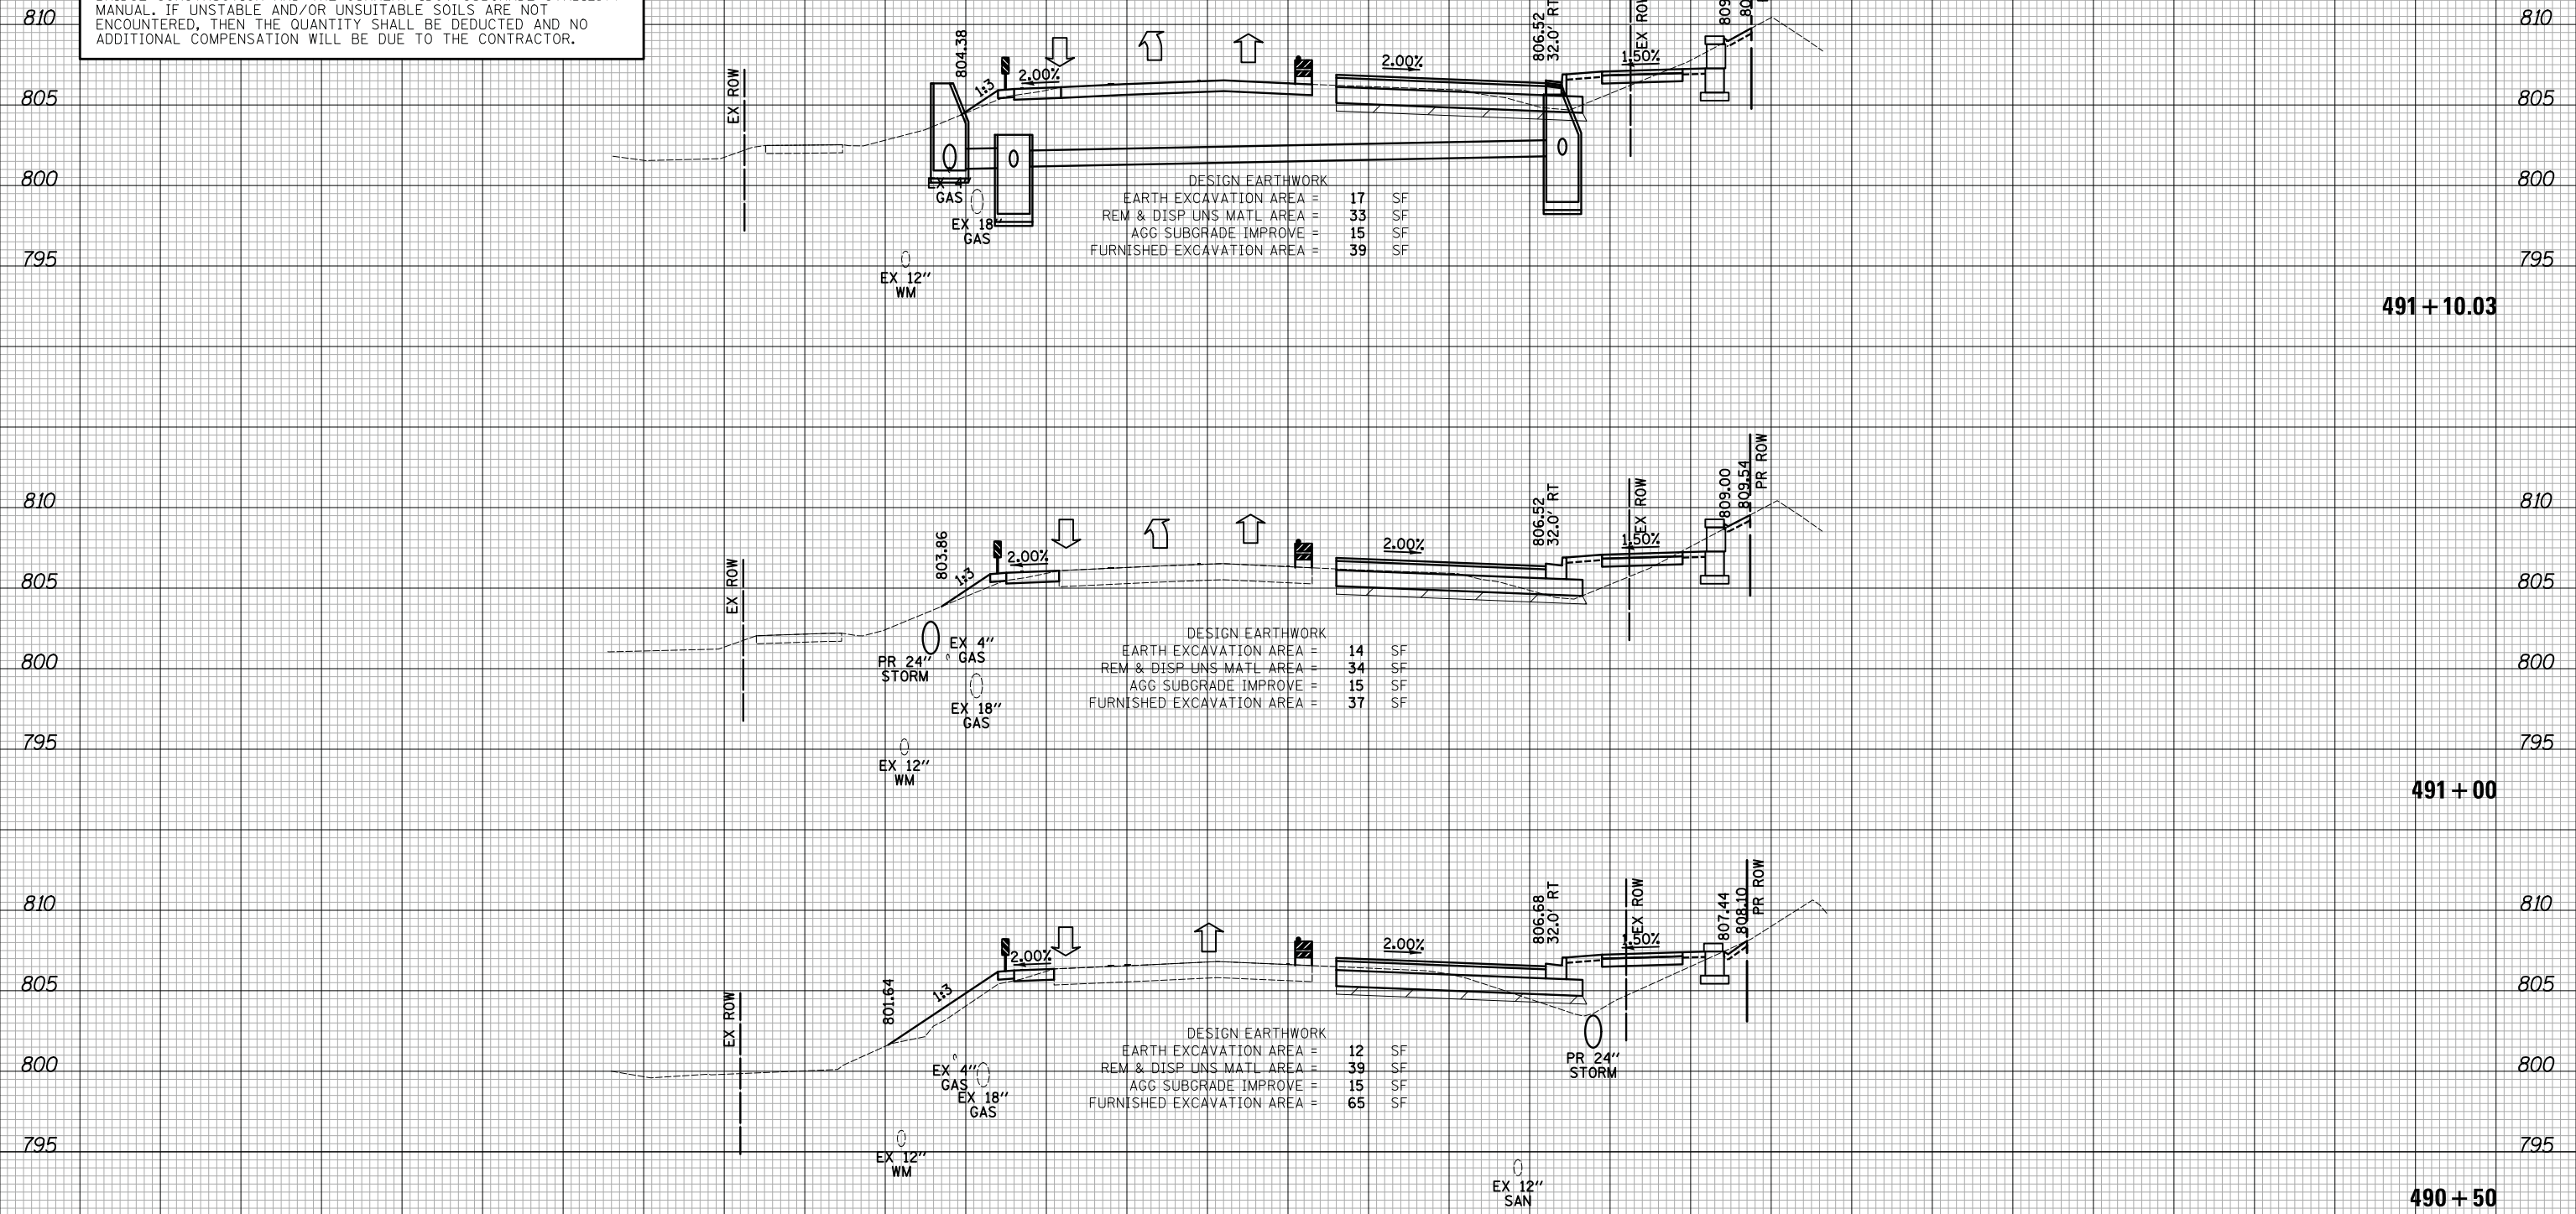 MANUAL. IF UNSTABLE AND/OR UNSUITABLE SOILS ARE NOT
ENCOUNTERED, THEN THE QUANTITY SHALL BE DEDUCTED AND NO
ADDITIONAL COMPENSATION WILL BE DUE TO THE CONTRACTOR.
810
810
805
805
800
800
795
795
EX ROW
804.38
1:3
2.00%
2.00%
806.52
32.0' RT
EX ROW
1.50%
809
EX 4"
GAS
EX 18"
GAS
EX 12"
WM
DESIGN EARTHWORK
EARTH EXCAVATION AREA = 17 SF
REM & DISP UNS MATL AREA = 33 SF
AGG SUBGRADE IMPROVE = 15 SF
FURNISHED EXCAVATION AREA = 39 SF
491+10.03
810
810
805
805
800
800
795
795
EX ROW
803.86
1:3
2.00%
2.00%
806.52
32.0' RT
EX ROW
1.50%
809.00
809.54
PR ROW
PR 24"
STORM
EX 4"
GAS
EX 18"
GAS
EX 12"
WM
DESIGN EARTHWORK
EARTH EXCAVATION AREA = 14 SF
REM & DISP UNS MATL AREA = 34 SF
AGG SUBGRADE IMPROVE = 15 SF
FURNISHED EXCAVATION AREA = 37 SF
491+00
810
810
805
805
800
800
795
795
EX ROW
801.64
1:3
2.00%
2.00%
806.68
32.0' RT
EX ROW
1.50%
807.44
808.10
PR ROW
EX 4"
GAS
EX 18"
GAS
EX 12"
WM
DESIGN EARTHWORK
EARTH EXCAVATION AREA = 12 SF
REM & DISP UNS MATL AREA = 39 SF
AGG SUBGRADE IMPROVE = 15 SF
FURNISHED EXCAVATION AREA = 65 SF
PR 24"
STORM
EX 12"
SAN
490+50